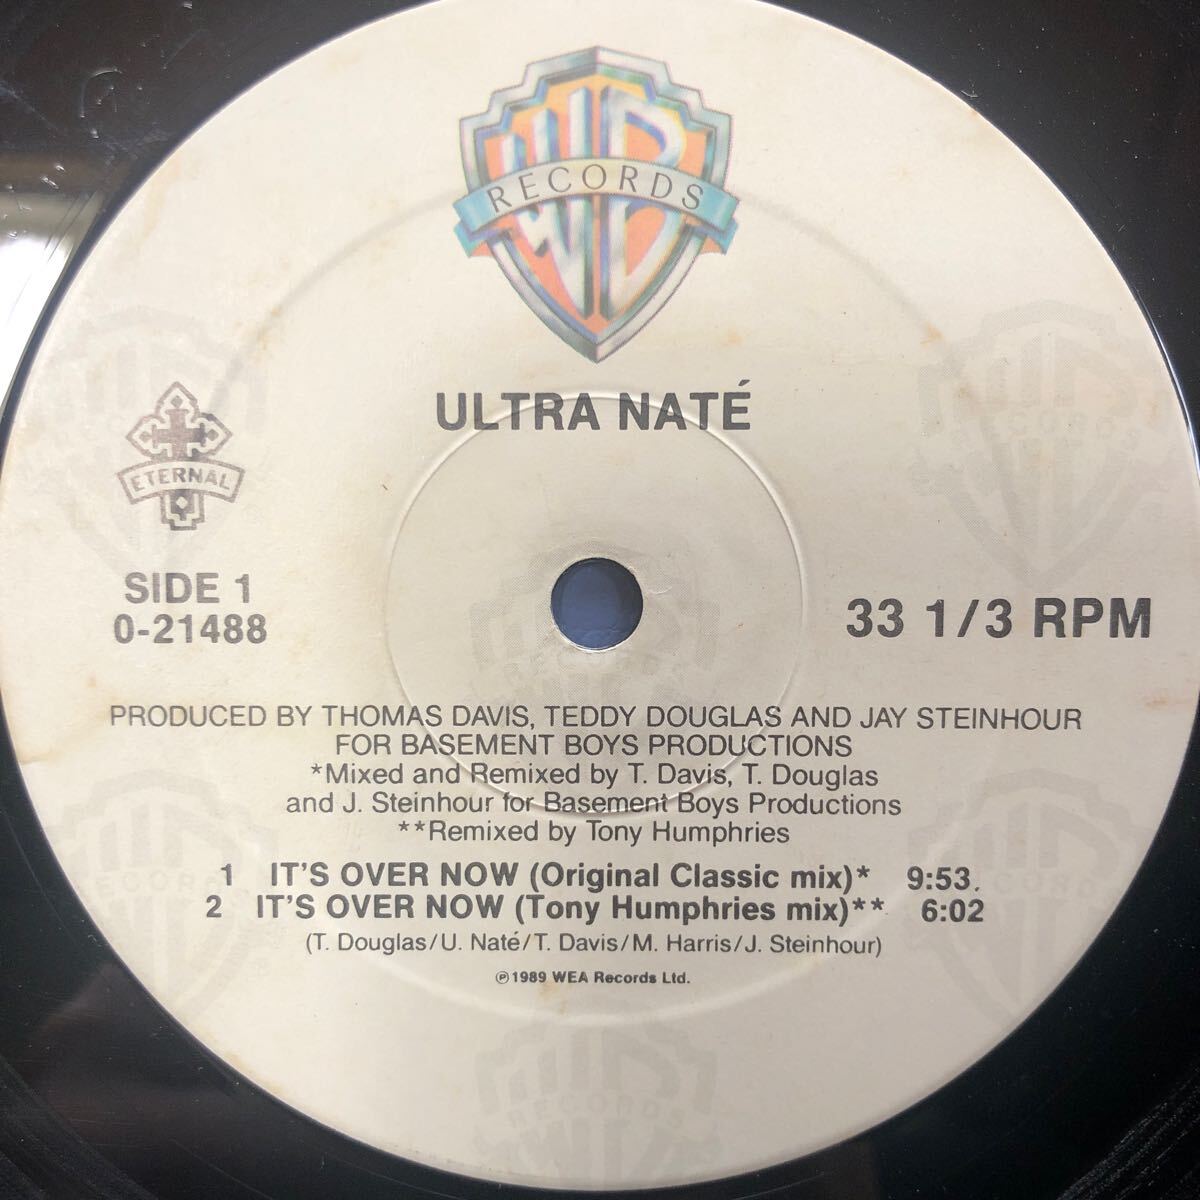 WB
RECORDS
ULTRA NATÉ
ETERNAL
SIDE 1
0-21488
33 1/3 RPM
PRODUCED BY THOMAS DAVIS, TEDDY DOUGLAS AND JAY STEINHOUR
FOR BASEMENT BOYS PRODUCTIONS
*Mixed and Remixed by T. Davis, T. Douglas
and J. Steinhour for Basement Boys Productions
**Remixed by Tony Humphries
1 IT'S OVER NOW (Original Classic mix)* 9:53
2 IT'S OVER NOW (Tony Humphries mix)** 6:02
(T. Douglas/U. Naté/T. Davis/M. Harris/J. Steinhour)
℗1989 WEA Records Ltd.